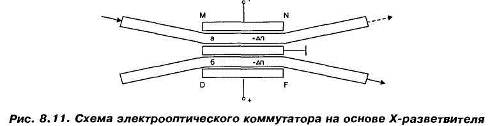 M N
а -Δn
б -Δn
D F
+
Рис. 8.11. Схема электрооптического коммутатора на основе X-разветвителя